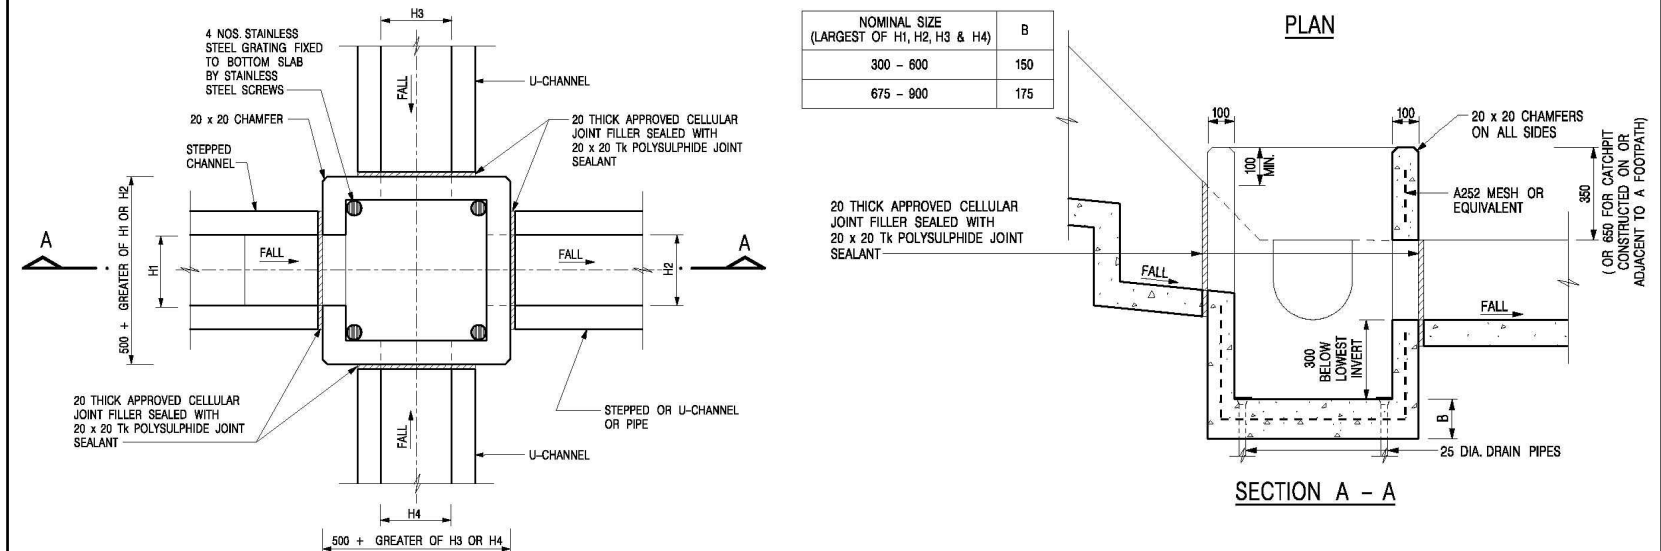 H3
4 NOS. STAINLESS
STEEL GRATING FIXED
TO BOTTOM SLAB
BY STAINLESS
STEEL SCREWS
FALL
U-CHANNEL
20 x 20 CHAMFER
20 THICK APPROVED CELLULAR
JOINT FILLER SEALED WITH
20 x 20 Tk POLYSULPHIDE JOINT
SEALANT
STEPPED
CHANNEL
A
500 + GREATER OF H1 OR H2
H1
FALL
FALL
H2
A
20 THICK APPROVED CELLULAR
JOINT FILLER SEALED WITH
20 x 20 Tk POLYSULPHIDE JOINT
SEALANT
STEPPED OR U-CHANNEL
OR PIPE
FALL
U-CHANNEL
H4
500 + GREATER OF H3 OR H4
NOMINAL SIZE
(LARGEST OF H1, H2, H3 & H4)
B
300 - 600
150
675 - 900
175
PLAN
100
100
20 x 20 CHAMFERS
ON ALL SIDES
100
MIN.
A252 MESH OR
EQUIVALENT
350
( OR 650 FOR CATCHPIT
CONSTRUCTED ON OR
ADJACENT TO A FOOTPATH )
20 THICK APPROVED CELLULAR
JOINT FILLER SEALED WITH
20 x 20 Tk POLYSULPHIDE JOINT
SEALANT
FALL
FALL
300
BELOW
LOWEST
INVERT
B
25 DIA. DRAIN PIPES
SECTION A - A